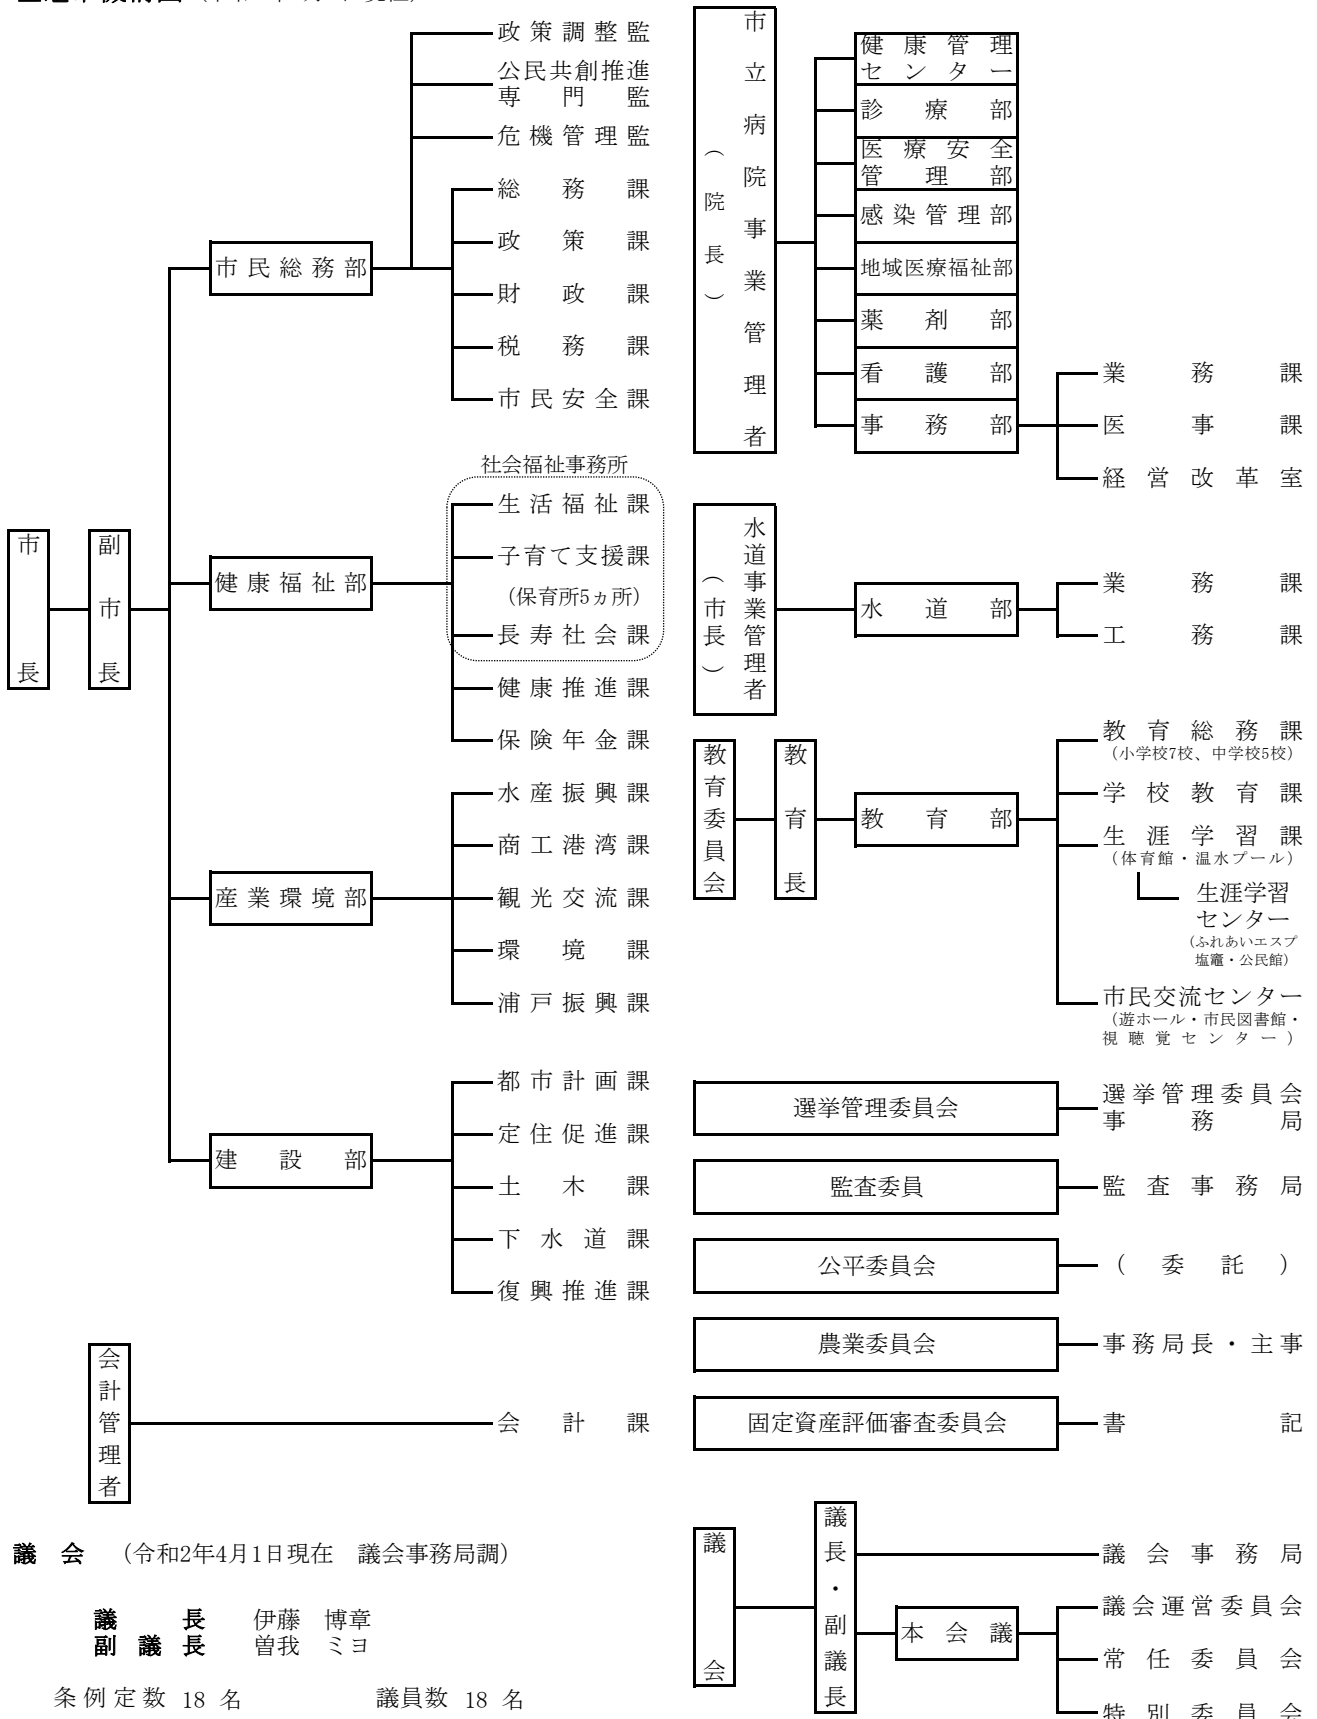 政策調整監
公民共創推進
専門監
危機管理監
総務課
政策課
財政課
税務課
市民安全課
市民総務部
社会福祉事務所
生活福祉課
子育て支援課
(保育所5ヵ所)
長寿社会課
健康推進課
保険年金課
健康福祉部
市長
副市長
水産振興課
商工港湾課
観光交流課
環境課
浦戸振興課
産業環境部
都市計画課
定住促進課
土木課
下水道課
復興推進課
建設部
会計管理者
会計課
市立病院事業管理者
(院長)
健康管理
センター
診療部
医療安全
管理部
感染管理部
地域医療福祉部
薬剤部
看護部
事務部
業務課
医事課
経営改革室
水道事業管理者
(市長)
水道部
業務課
工務課
教育委員会
教育長
教育部
教育総務課
(小学校7校、中学校5校)
学校教育課
生涯学習課
(体育館・温水プール)
生涯学習
センター
(ふれあいエスプ
塩竈・公民館)
市民交流センター
(遊ホール・市民図書館・
視聴覚センター)
選挙管理委員会
選挙管理委員会
事務局
監査委員
監査事務局
公平委員会
(委託)
農業委員会
事務局長・主事
固定資産評価審査委員会
書記
議会
議長・副議長
議会事務局
本会議
議会運営委員会
常任委員会
特別委員会
議会 (令和2年4月1日現在 議会事務局調)
議長 伊藤 博章
副議長 曽我 ミヨ
条例定数 18 名 議員数 18 名